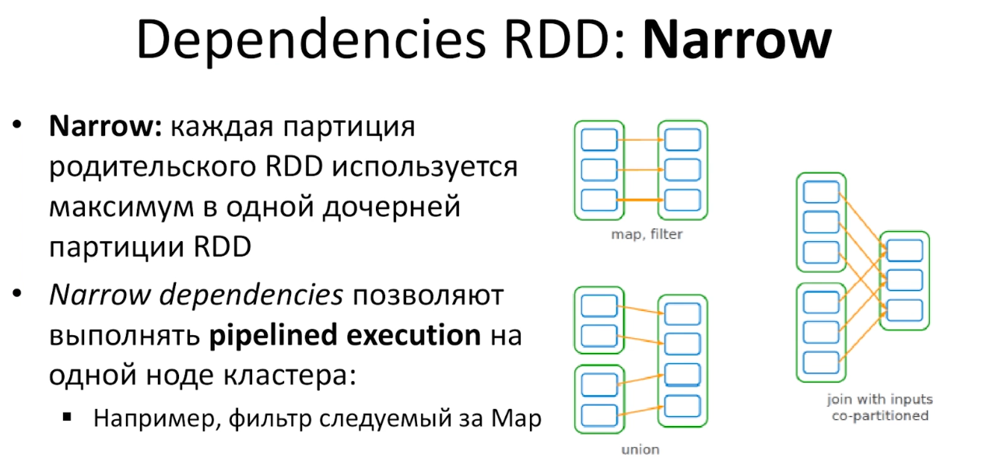 Dependencies RDD: Narrow
• Narrow: каждая партиция
родительского RDD используется
максимум в одной дочерней
партиции RDD
• Narrow dependencies позволяют
выполнять pipelined execution на
одной ноде кластера:
▪ Например, фильтр следуемый за Map
map, filter
union
join with inputs
co-partitioned